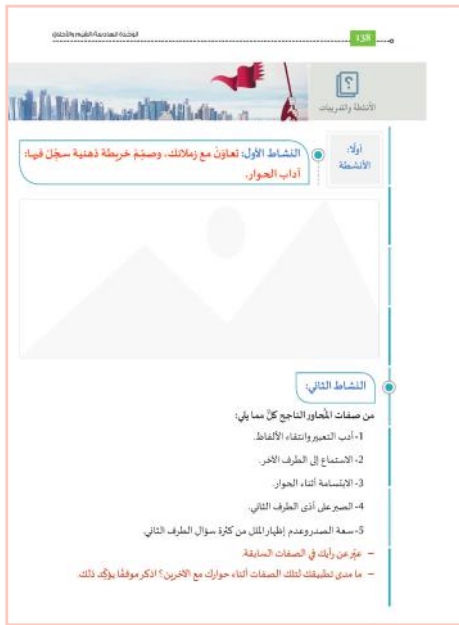 الوحدة السادسة: القيم والأخلاق
138
الأنشطة والتدريبات
أولًا:
الأنشطة
النشاط الأول: تعاوَنْ مع زملائك، وصمِّمْ خريطة ذهنية سجِّلْ فيها:
آداب الحوار.
النشاط الثاني:
من صفات المُحاور الناجح كلٌّ مما يلي:
1- أدب التعبير وانتقاء الألفاظ.
2- الاستماع إلى الطرف الآخر.
3- الابتسامة أثناء الحوار.
4- الصبر على أذى الطرف الثاني.
5- سعة الصدر وعدم إظهار الملل من كثرة سؤال الطرف الثاني.
– عبّر عن رأيك في الصفات السابقة.
– ما مدى تطبيقك لتلك الصفات أثناء حوارك مع الآخرين؟ اذكر موقفًا يؤكِّد ذلك.